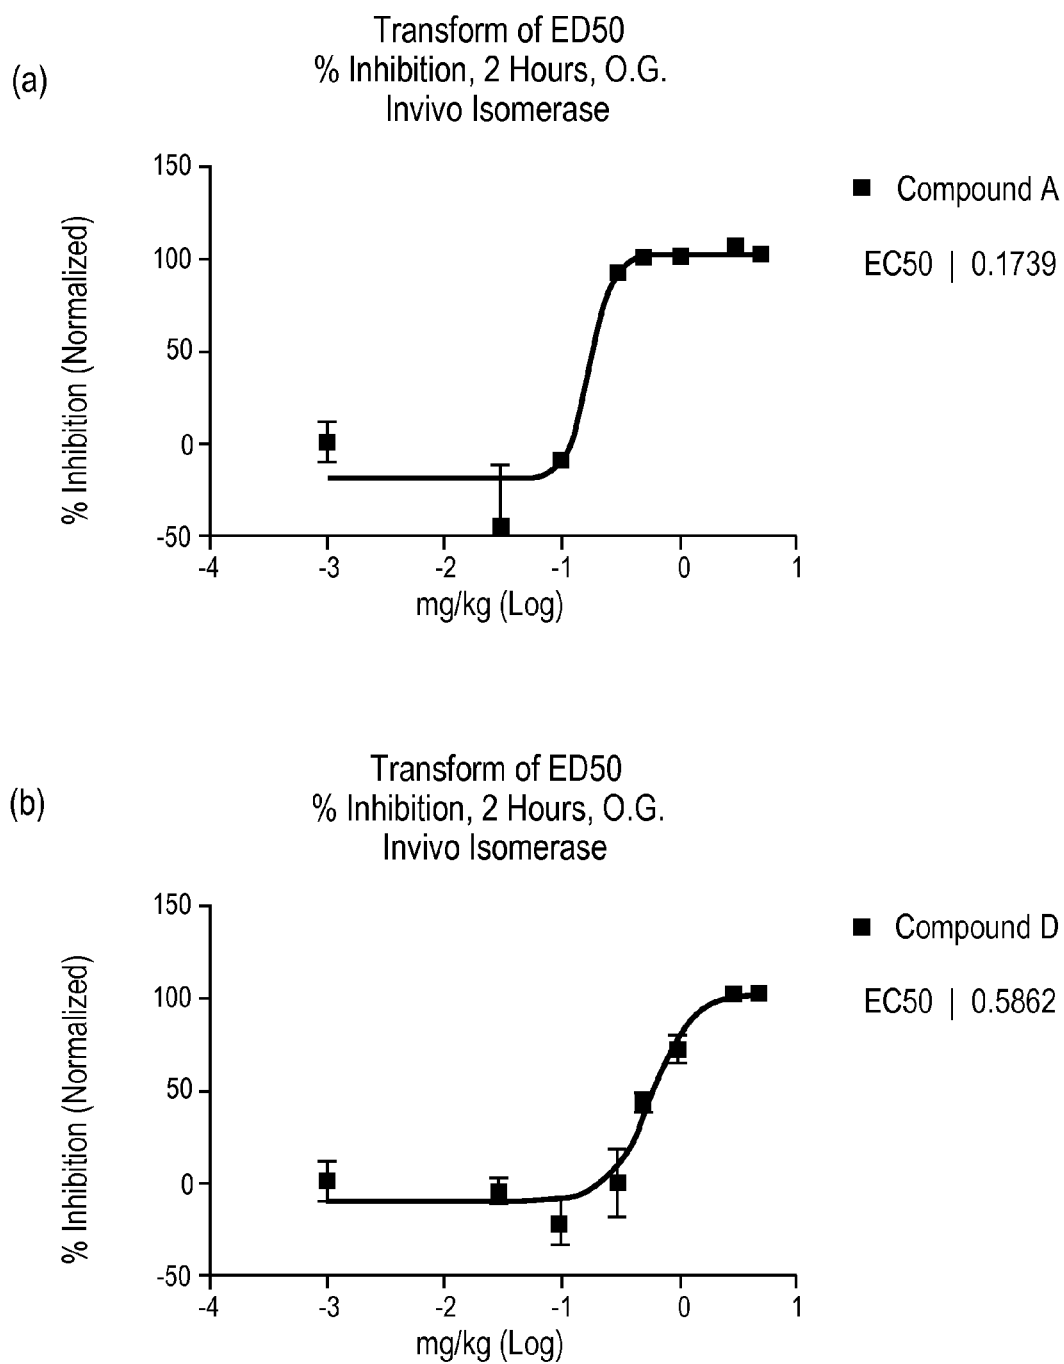 (a)
Transform of ED50
% Inhibition, 2 Hours, O.G.
Invivo Isomerase
% Inhibition (Normalized)
150
100
50
0
-50
-4
-3
-2
-1
0
1
mg/kg (Log)
Compound A
EC50 | 0.1739
(b)
Transform of ED50
% Inhibition, 2 Hours, O.G.
Invivo Isomerase
% Inhibition (Normalized)
150
100
50
0
-50
-4
-3
-2
-1
0
1
mg/kg (Log)
Compound D
EC50 | 0.5862